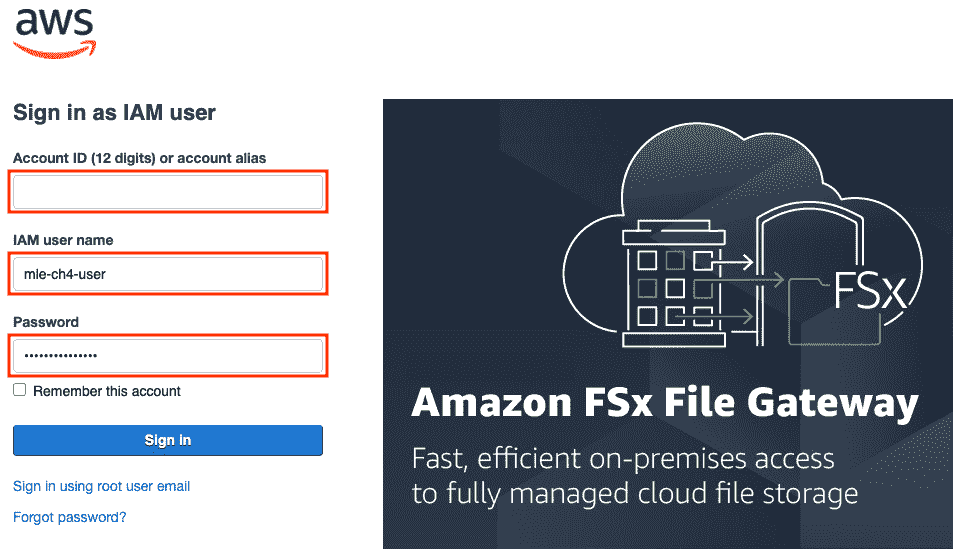 aws
Sign in as IAM user
Account ID (12 digits) or account alias
IAM user name
mle-ch4-user
Password
•••••••••••••••
Remember this account
Sign in
Sign in using root user email
Forgot password?
FSx
Amazon FSx File Gateway
Fast, efficient on-premises access
to fully managed cloud file storage